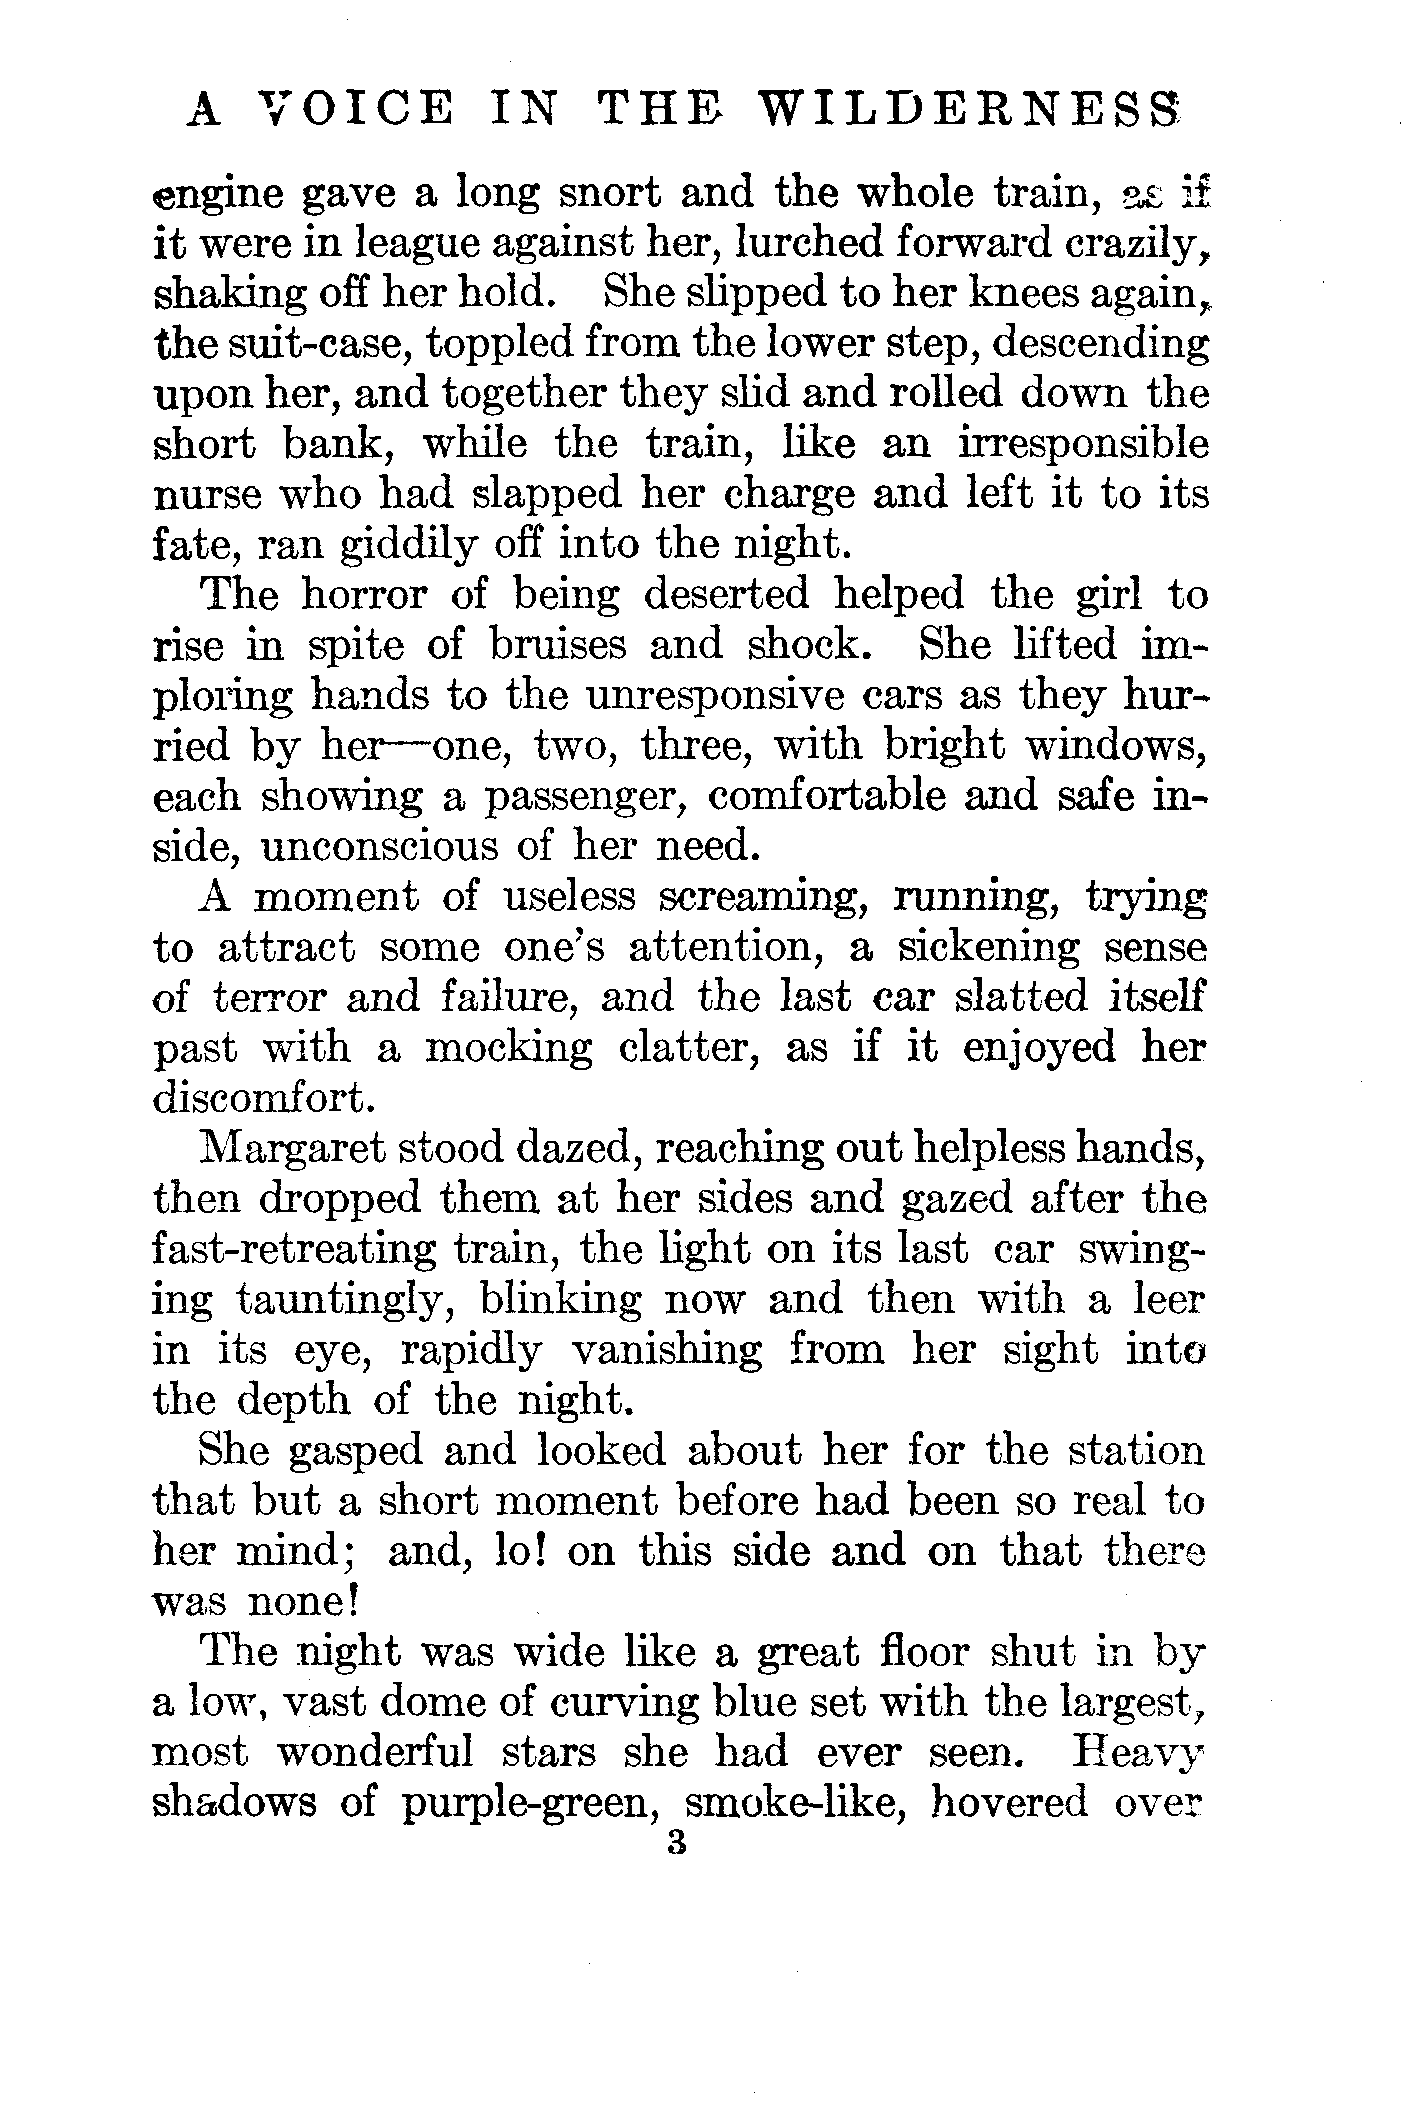 A VOICE IN THE WILDERNESS
engine gave a long snort and the whole train, as if
it were in league against her, lurched forward crazily,
shaking off her hold. She slipped to her knees again,
the suit-case, toppled from the lower step, descending
upon her, and together they slid and rolled down the
short bank, while the train, like an irresponsible
nurse who had slapped her charge and left it to its
fate, ran giddily off into the night.
The horror of being deserted helped the girl to
rise in spite of bruises and shock. She lifted im-
ploring hands to the unresponsive cars as they hur-
ried by her—one, two, three, with bright windows,
each showing a passenger, comfortable and safe in-
side, unconscious of her need.
A moment of useless screaming, running, trying
to attract some one's attention, a sickening sense
of terror and failure, and the last car slatted itself
past with a mocking clatter, as if it enjoyed her
discomfort.
Margaret stood dazed, reaching out helpless hands,
then dropped them at her sides and gazed after the
fast-retreating train, the light on its last car swing-
ing tauntingly, blinking now and then with a leer
in its eye, rapidly vanishing from her sight into
the depth of the night.
She gasped and looked about her for the station
that but a short moment before had been so real to
her mind; and, lo! on this side and on that there
was none!
The night was wide like a great floor shut in by
a low, vast dome of curving blue set with the largest,
most wonderful stars she had ever seen. Heavy
shadows of purple-green, smoke-like, hovered over
3